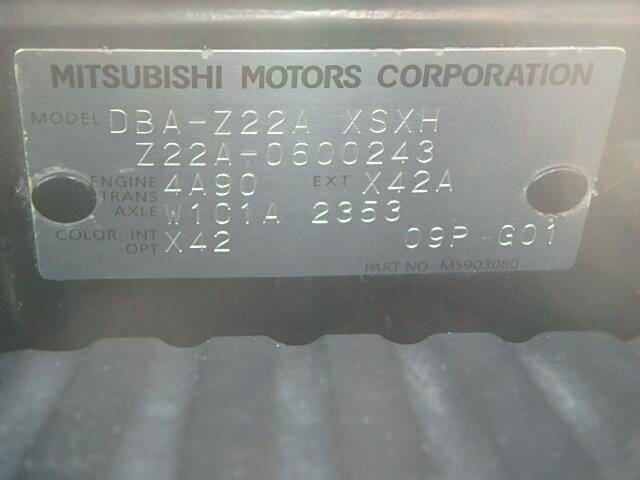 MITSUBISHI MOTORS CORPORATION
MODEL DBA-Z22A XSXH
Z22A-0600243
ENGINE 4A90 EXT X42A
TRANS
AXLE W1C1A 2353
COLOR, INT X42 09P G01
OPT
PART NO. MS903080